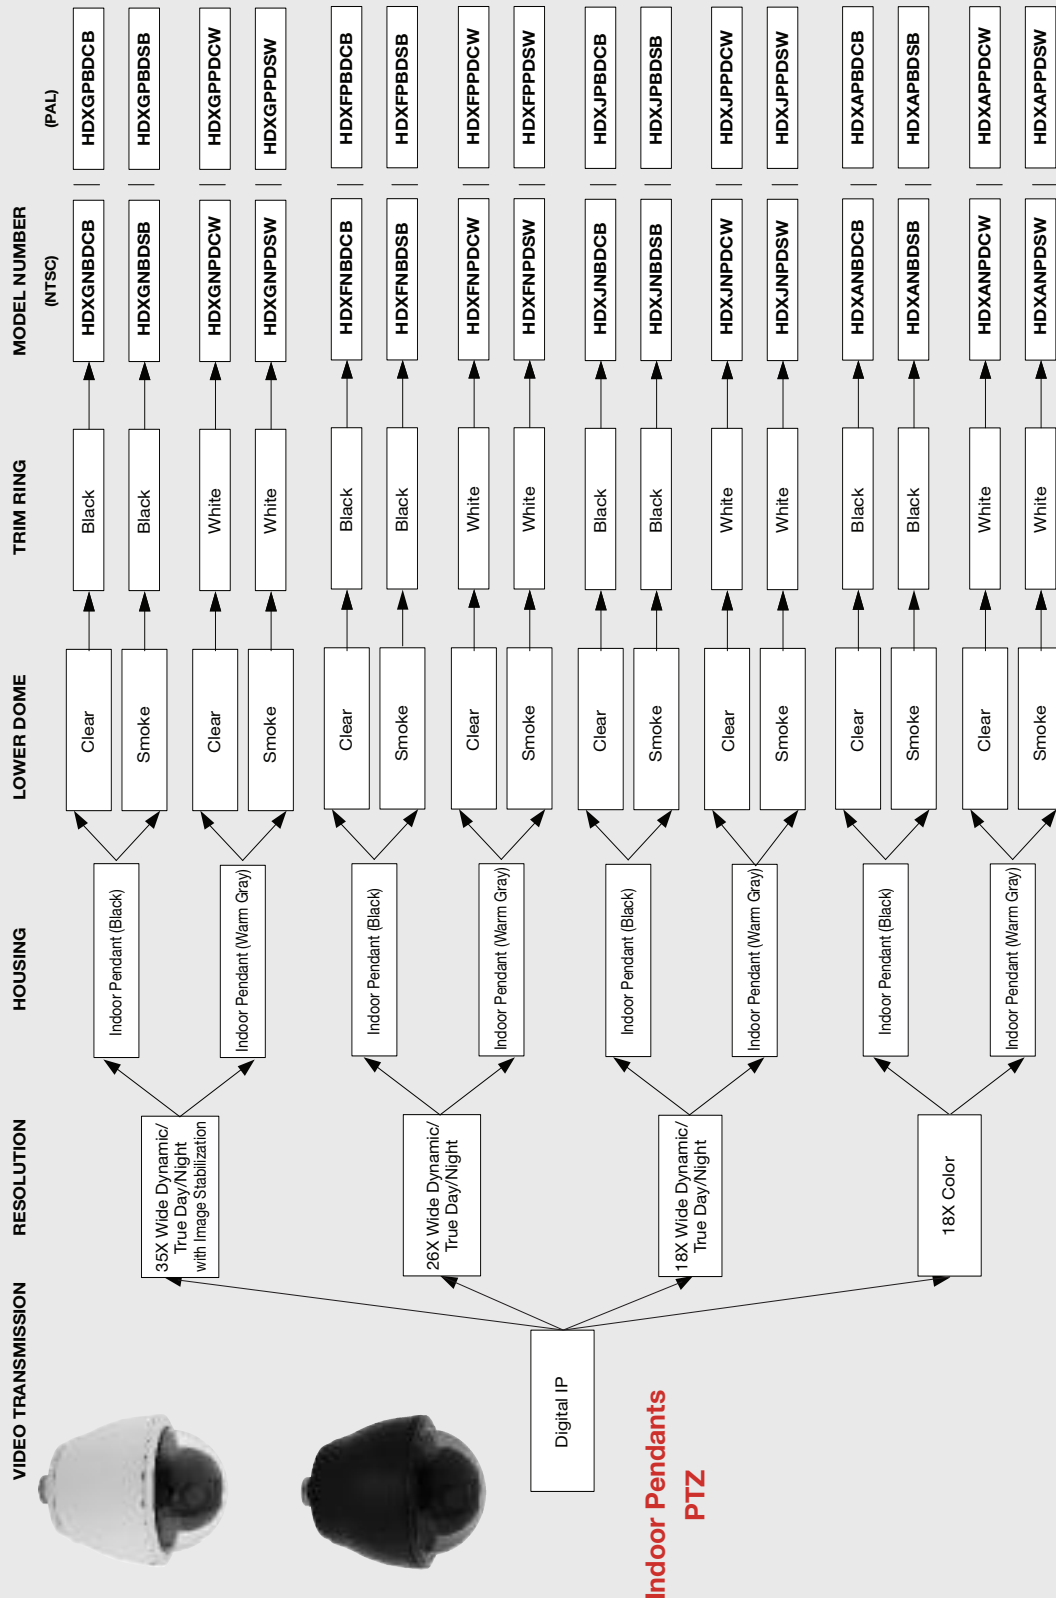 VIDEO TRANSMISSION
RESOLUTION
HOUSING
LOWER DOME
TRIM RING
MODEL NUMBER
(NTSC)
(PAL)
Indoor Pendants
PTZ
Digital IP
35X Wide Dynamic/
True Day/Night
with Image Stabilization
Indoor Pendant (Black)
Clear
Black
HDXGNBDCB
HDXGPBDCB
Smoke
Black
HDXGNBDSB
HDXGPBDSB
Indoor Pendant (Warm Gray)
Clear
White
HDXGNPDCW
HDXGPPDCW
Smoke
White
HDXGNPDSW
HDXGPPDSW
26X Wide Dynamic/
True Day/Night
Indoor Pendant (Black)
Clear
Black
HDXFNBDCB
HDXFPBDCB
Smoke
Black
HDXFNBDSB
HDXFPBDSB
Indoor Pendant (Warm Gray)
Clear
White
HDXFNPDCW
HDXFPPDCW
Smoke
White
HDXFNPDSW
HDXFPPDSW
18X Wide Dynamic/
True Day/Night
Indoor Pendant (Black)
Clear
Black
HDXJNBDCB
HDXJPBDCB
Smoke
Black
HDXJNBDSB
HDXJPBDSB
Indoor Pendant (Warm Gray)
Clear
White
HDXJNPDCW
HDXJPPDCW
Smoke
White
HDXJNPDSW
HDXJPPDSW
18X Color
Indoor Pendant (Black)
Clear
Black
HDXANBDCB
HDXAPBDCB
Smoke
Black
HDXANBDSB
HDXAPBDSB
Indoor Pendant (Warm Gray)
Clear
White
HDXANPDCW
HDXAPPDCW
Smoke
White
HDXANPDSW
HDXAPPDSW